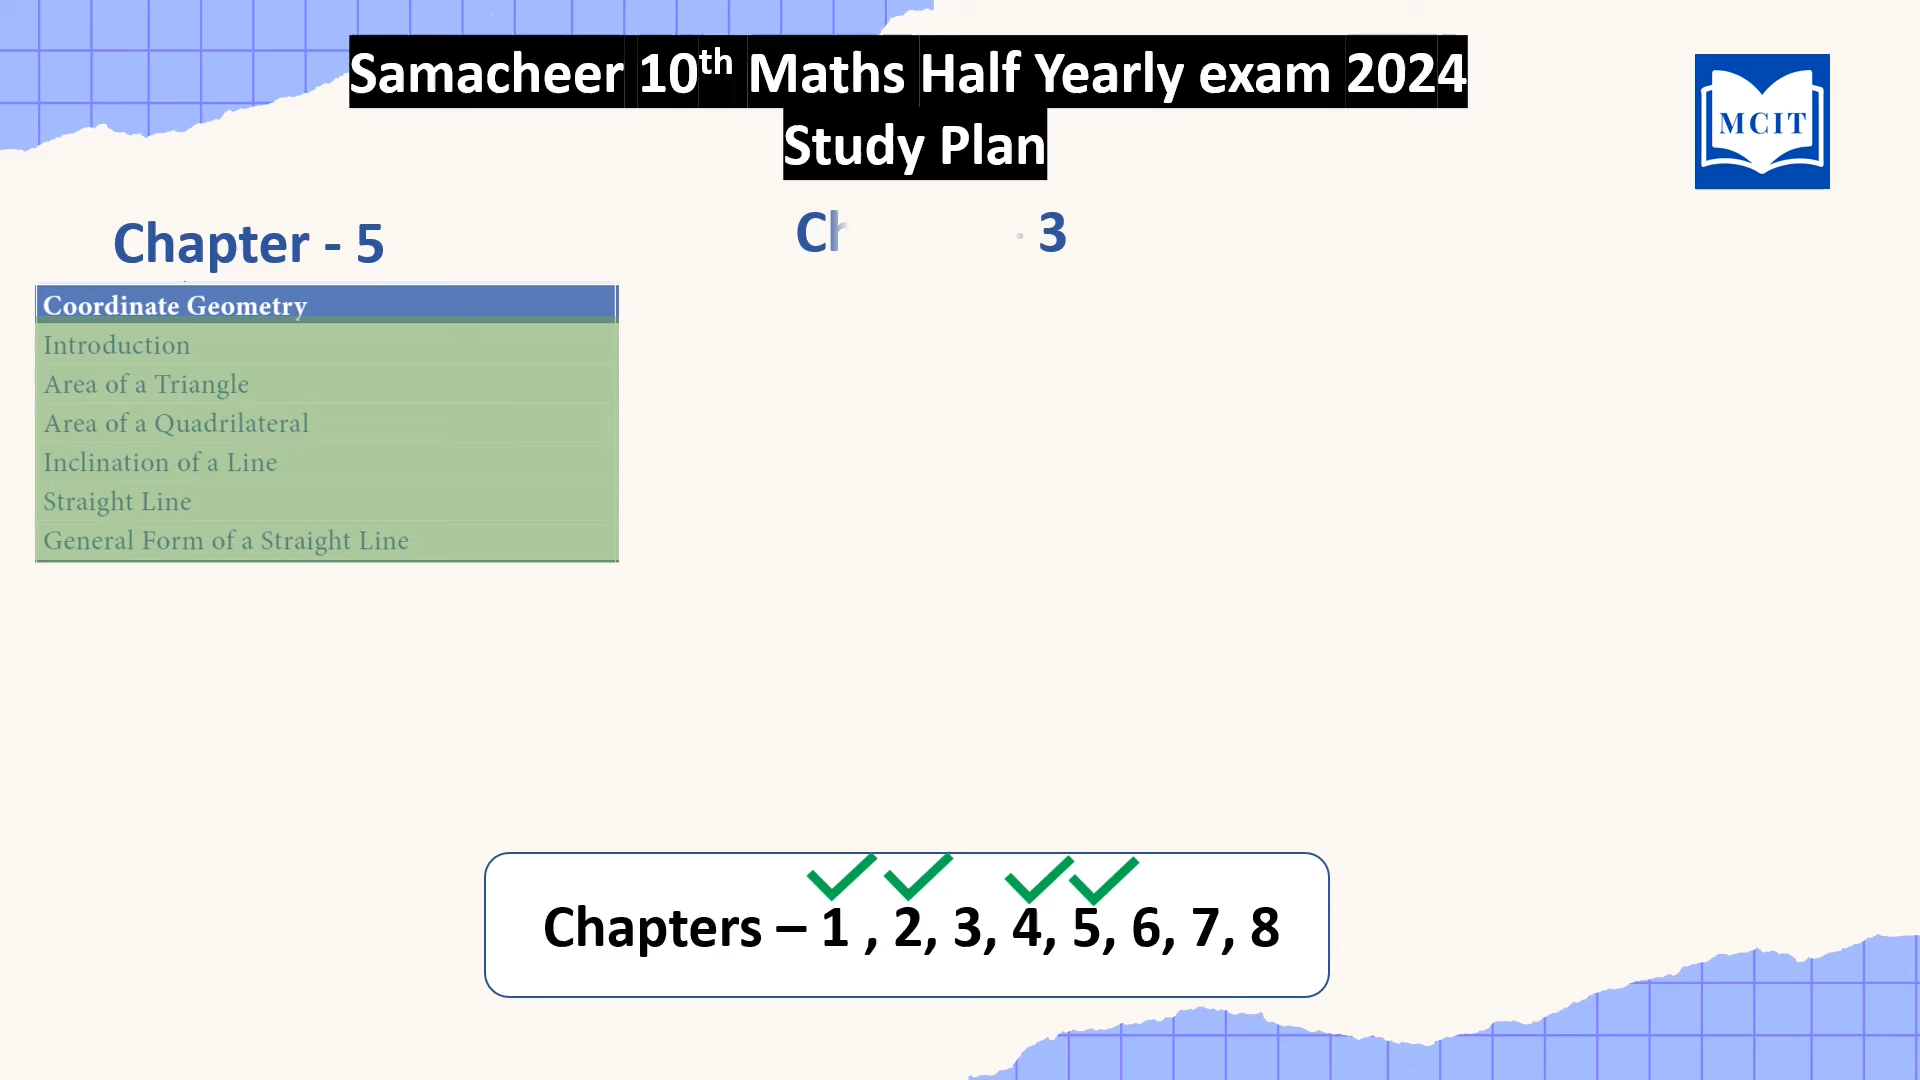 Samacheer 10th Maths Half Yearly exam 2024
Study Plan
MCIT
Chapter - 5
3
Coordinate Geometry
Introduction
Area of a Triangle
Area of a Quadrilateral
Inclination of a Line
Straight Line
General Form of a Straight Line
Chapters – 1 , 2, 3, 4, 5, 6, 7, 8